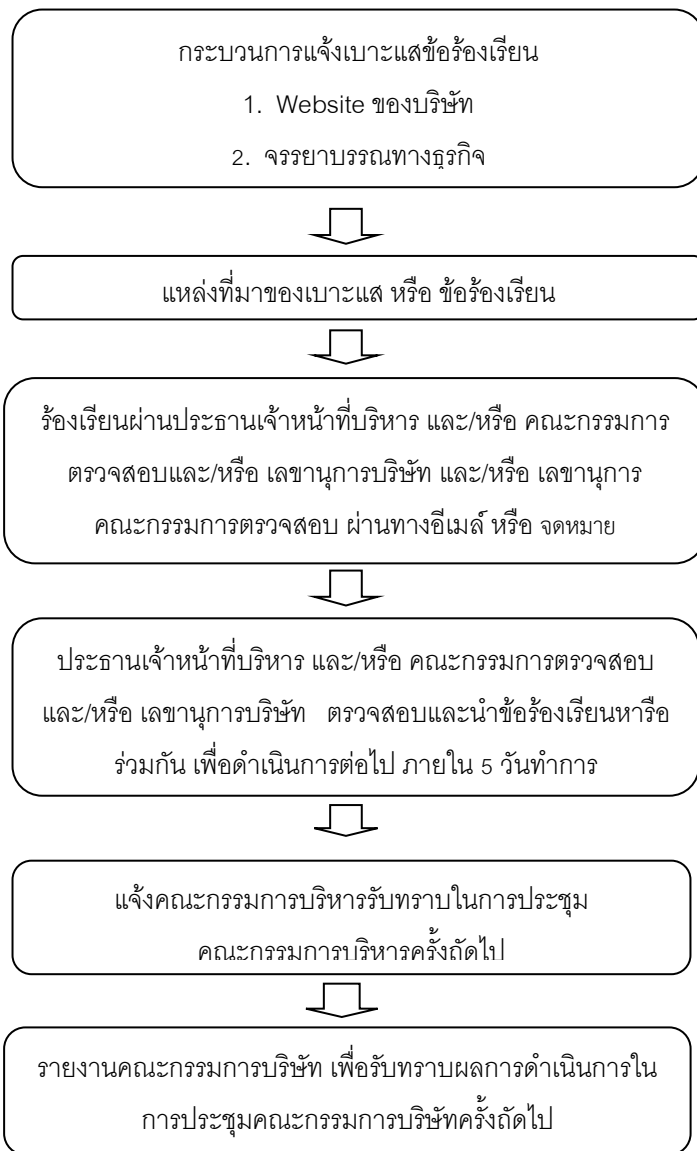 กระบวนการแจ้งเบาะแสข้อร้องเรียน
1. Website ของบริษัท
2. จรรยาบรรณทางธุรกิจ
แหล่งที่มาของเบาะแส หรือ ข้อร้องเรียน
ร้องเรียนผ่านประธานเจ้าหน้าที่บริหาร และ/หรือ คณะกรรมการ
ตรวจสอบและ/หรือ เลขานุการบริษัท และ/หรือ เลขานุการ
คณะกรรมการตรวจสอบ ผ่านทางอีเมล์ หรือ จดหมาย
ประธานเจ้าหน้าที่บริหาร และ/หรือ คณะกรรมการตรวจสอบ
และ/หรือ เลขานุการบริษัท ตรวจสอบและนำข้อร้องเรียนหารือ
ร่วมกัน เพื่อดำเนินการต่อไป ภายใน 5 วันทำการ
แจ้งคณะกรรมการบริหารรับทราบในการประชุม
คณะกรรมการบริหารครั้งถัดไป
รายงานคณะกรรมการบริษัท เพื่อรับทราบผลการดำเนินการใน
การประชุมคณะกรรมการบริษัทครั้งถัดไป